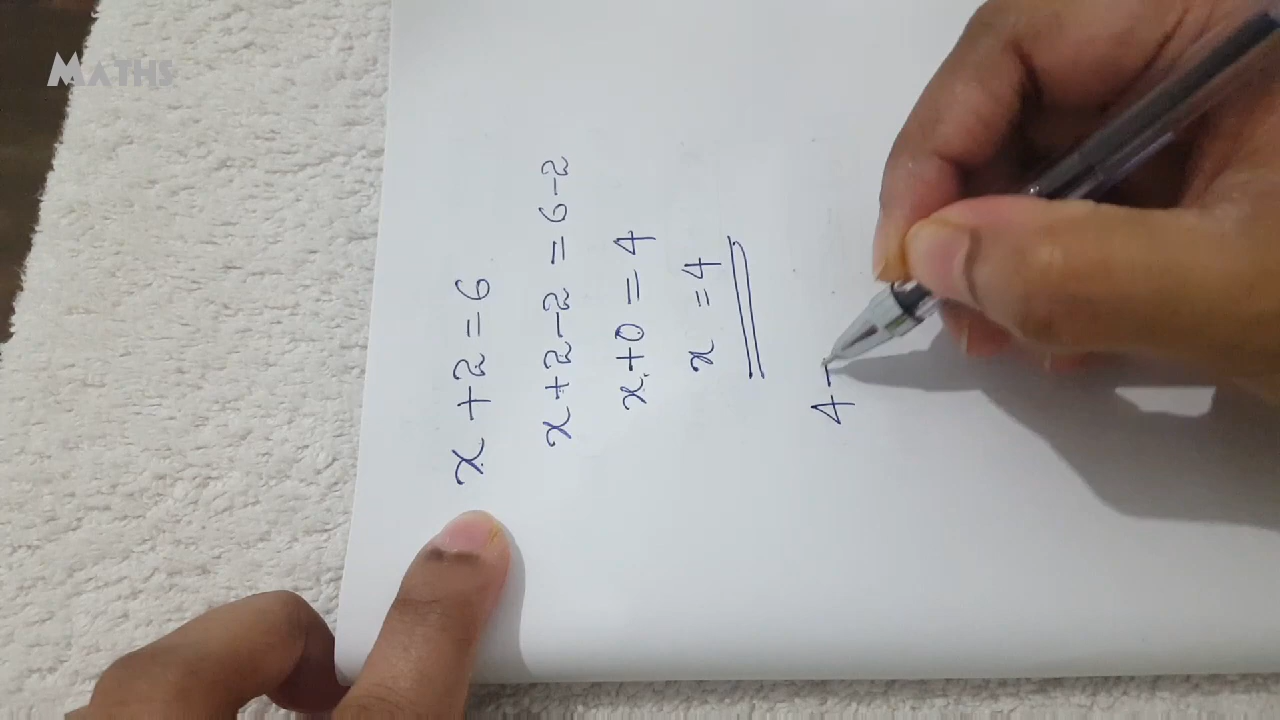 MATHS
x + 2 = 6
x + 2 - 2 = 6 - 2
x + 0 = 4
x = 4
4 -